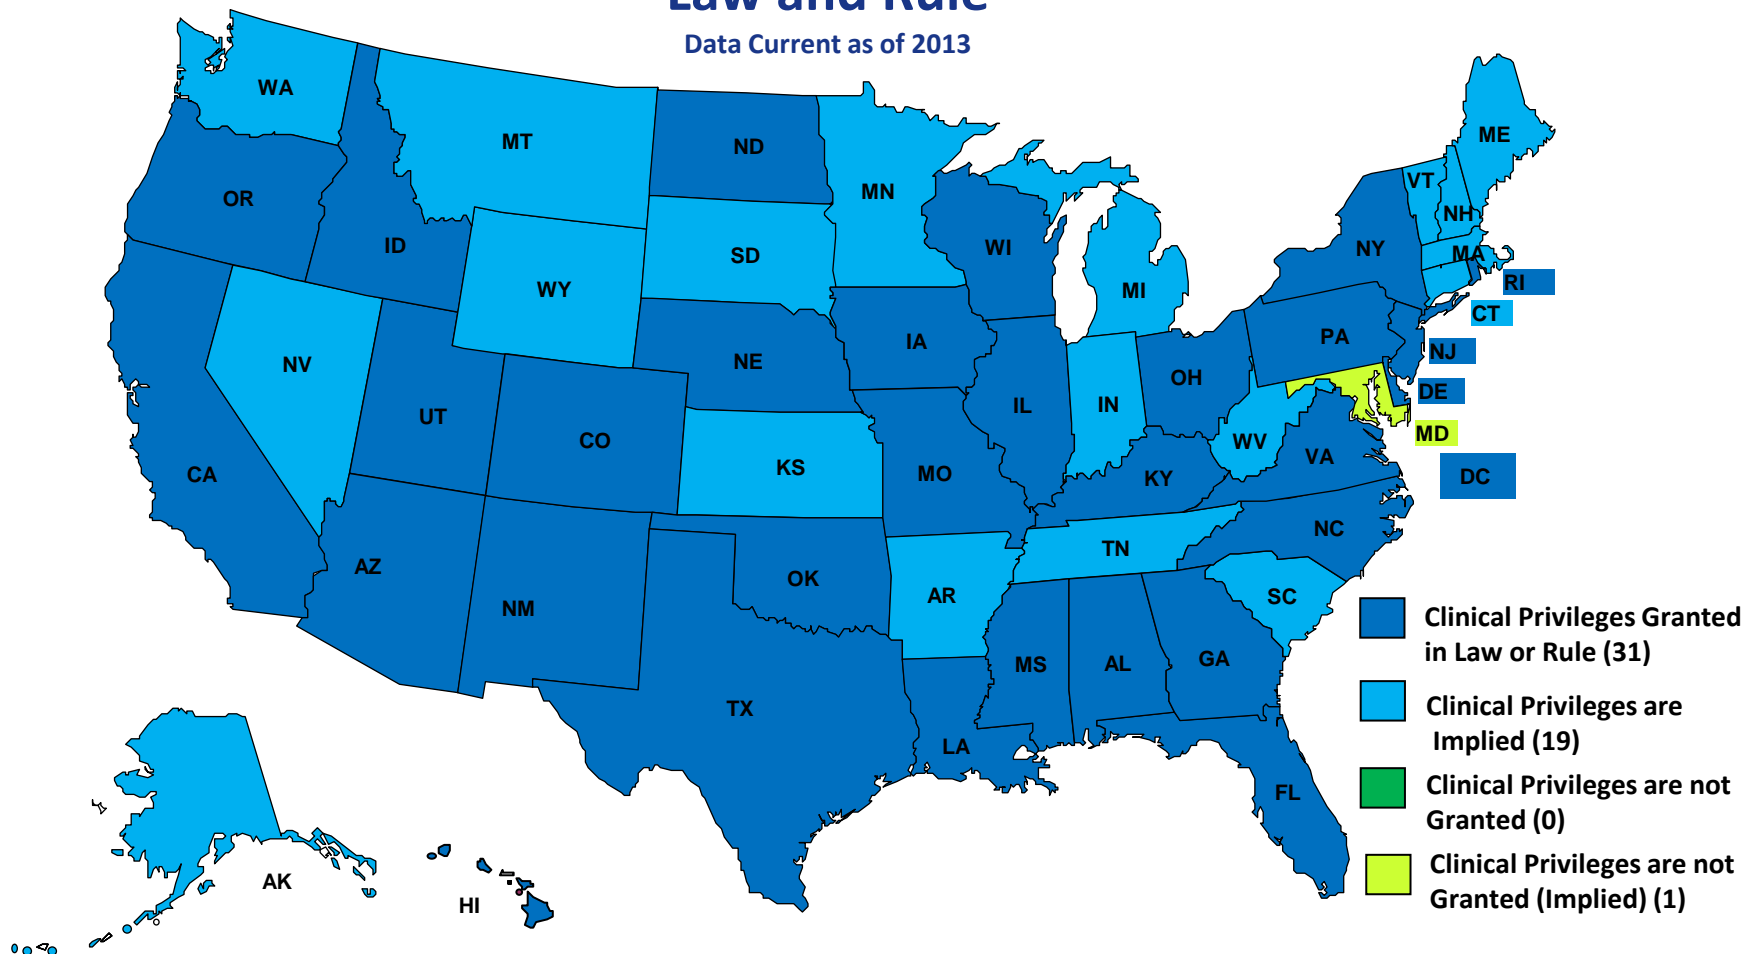 Law and Rule
Data Current as of 2013
WA
MT
ND
MN
ME
VT
NH
OR
ID
SD
WI
NY
MA
RI
WY
MI
CT
NV
NE
IA
PA
NJ
UT
CO
IL
IN
OH
DE
MD
CA
KS
MO
KY
WV
VA
DC
AZ
NM
OK
AR
TN
NC
SC
TX
LA
MS
AL
GA
FL
AK
HI
Clinical Privileges Granted
in Law or Rule (31)
Clinical Privileges are
Implied (19)
Clinical Privileges are not
Granted (0)
Clinical Privileges are not
Granted (Implied) (1)